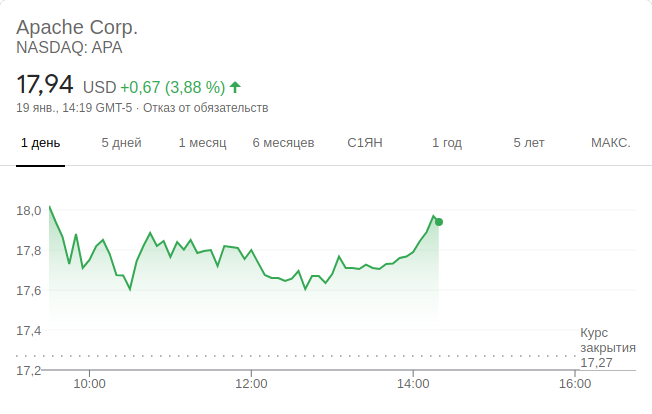 Apache Corp.
NASDAQ: APA
17,94 USD +0,67 (3,88 %)
19 янв., 14:19 GMT-5 · Отказ от обязательств
1 день 5 дней 1 месяц 6 месяцев С1ЯН 1 год 5 лет МАКС.
18,0
17,8
17,6
17,4
Курс
закрытия
17,27
17,2
10:00 12:00 14:00 16:00